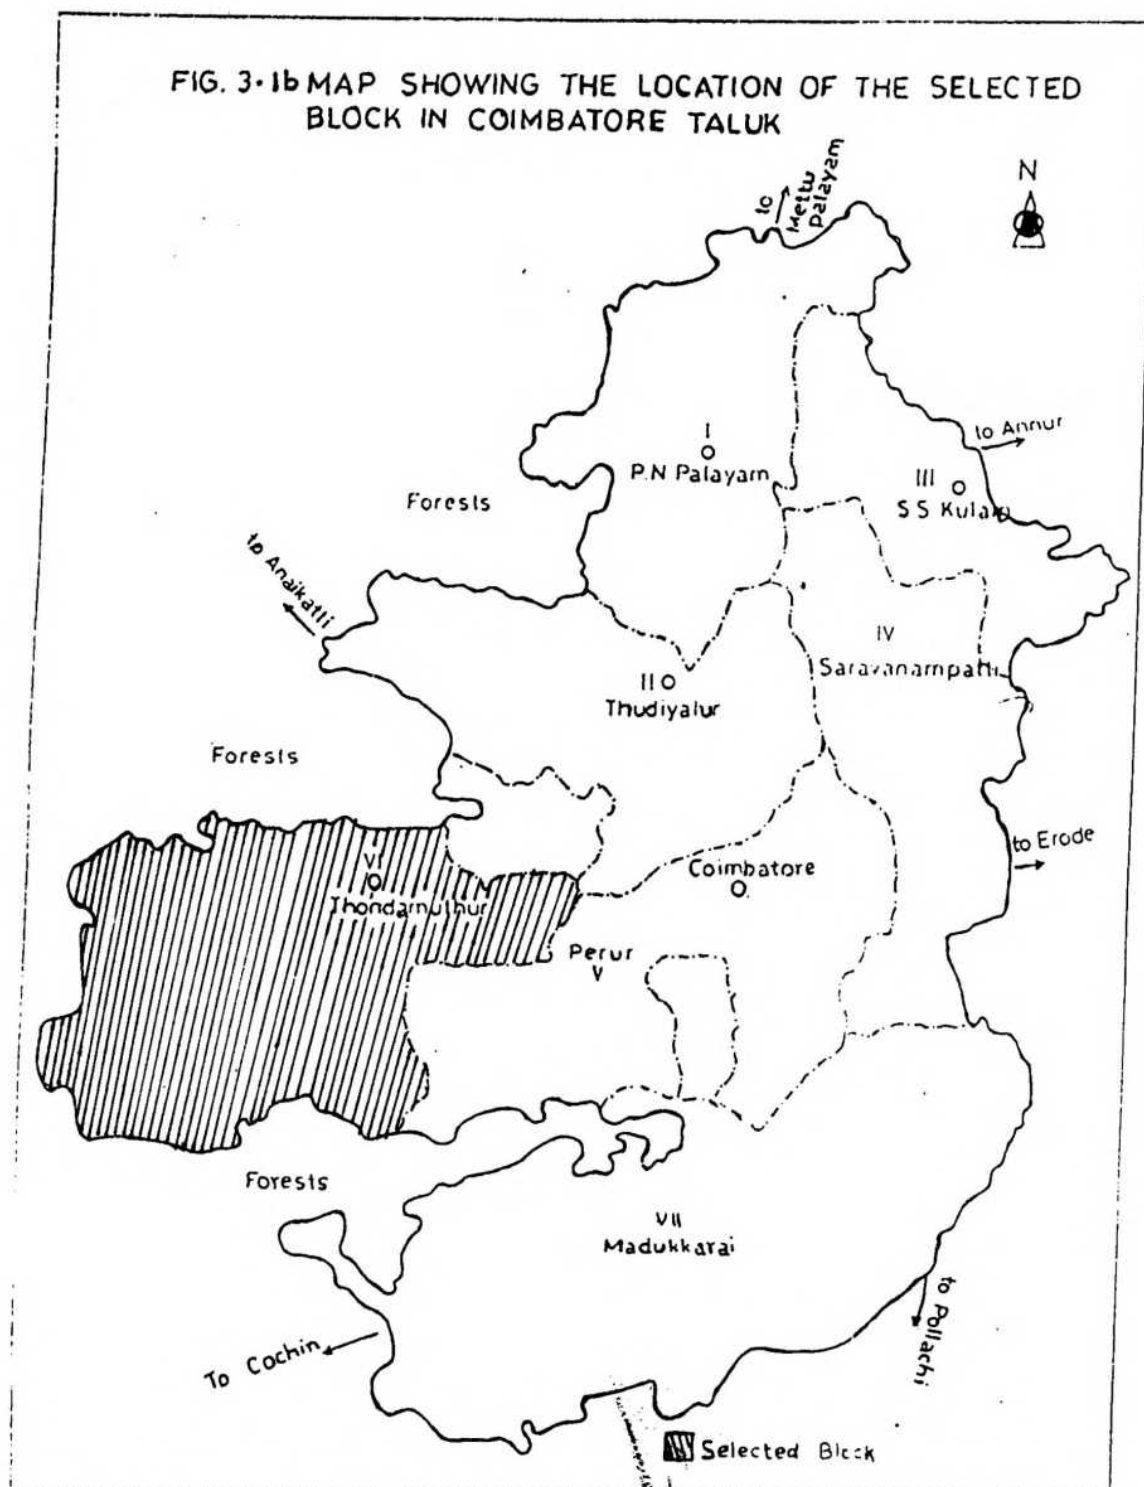 FIG. 3.1b MAP SHOWING THE LOCATION OF THE SELECTED
BLOCK IN COIMBATORE TALUK
to
Mettu
Palayam
N
to Annur
I
P.N Palayam
III
S S Kulam
Forests
to Anaikatti
IV
Saravanampatti
II
Thudiyalur
Forests
to Erode
Coimbatore
VI
Thondamuthur
Perur
V
Forests
VII
Madukkarai
to Pollachi
To Cochin
Selected Block